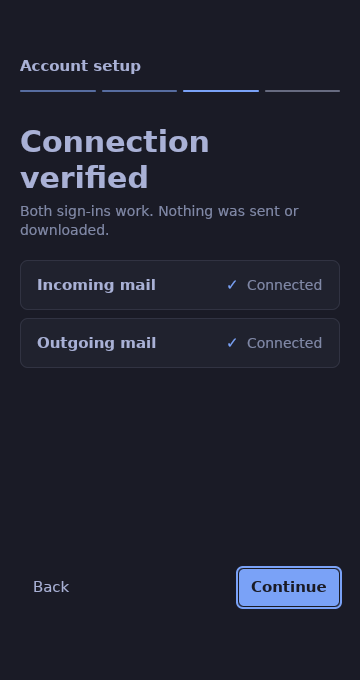 Account setup
Connection
verified
Both sign-ins work. Nothing was sent or
downloaded.
Incoming mail ✓ Connected
Outgoing mail ✓ Connected
Back Continue